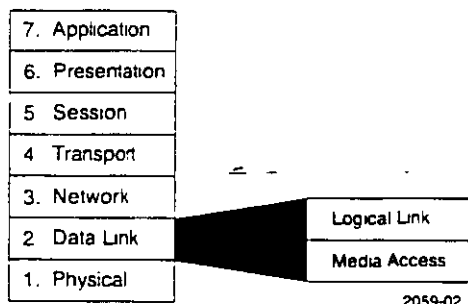 7. Application
6. Presentation
5 Session
4 Transport
3. Network
2 Data Link
1. Physical
Logical Link
Media Access
2059-02